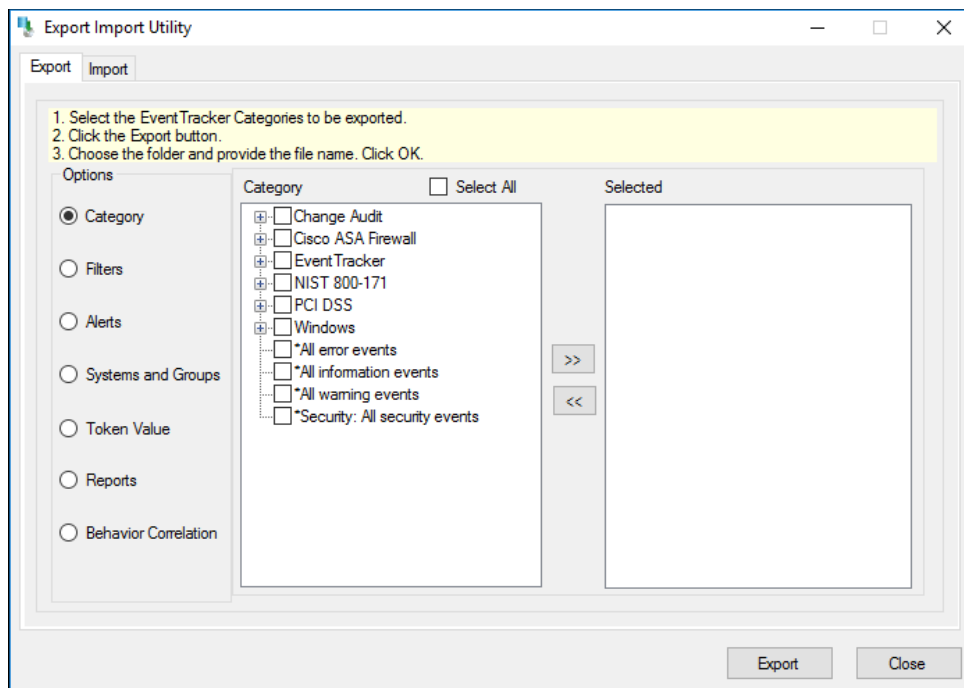 Export Import Utility
Export
Import
1. Select the EventTracker Categories to be exported.
2. Click the Export button.
3. Choose the folder and provide the file name. Click OK.
Options
Category
Filters
Alerts
Systems and Groups
Token Value
Reports
Behavior Correlation
Category
Select All
Change Audit
Cisco ASA Firewall
EventTracker
NIST 800-171
PCI DSS
Windows
*All error events
*All information events
*All warning events
*Security: All security events
>>
<<
Selected
Export
Close